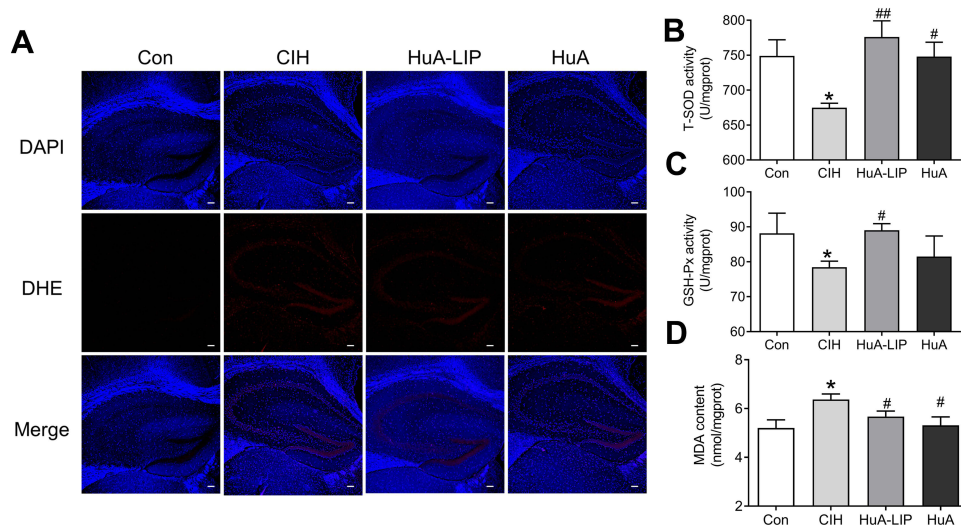 A
Con CIH HuA-LIP HuA
DAPI
DHE
Merge
B
T-SOD activity
(U/mgprot)
800
750
700
650
600
*
##
#
Con CIH HuA-LIP HuA
C
GSH-Px activity
(U/mgprot)
100
90
80
70
60
*
#
Con CIH HuA-LIP HuA
D
MDA content
(nmol/mgprot)
8
6
4
2
*
#
#
Con CIH HuA-LIP HuA